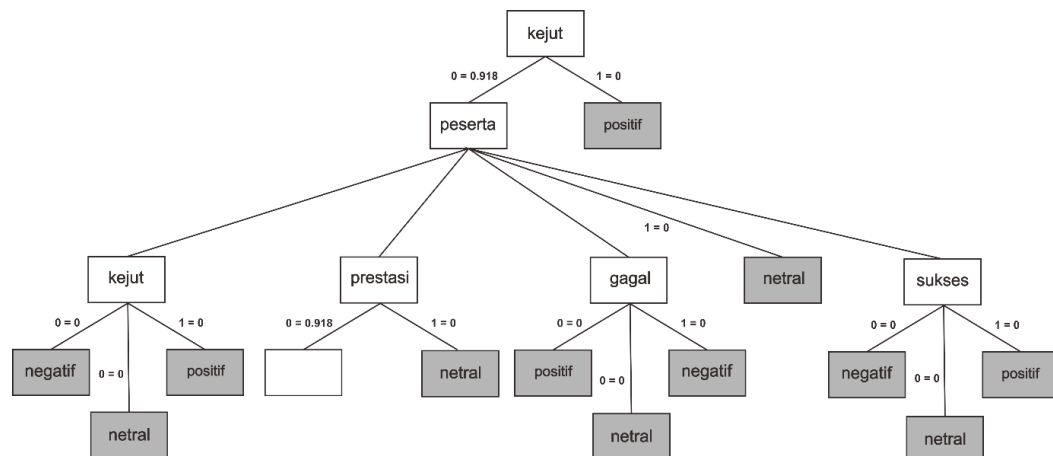 kejut
0 = 0.918
1 = 0
peserta
positif
1 = 0
kejut
prestasi
gagal
netral
sukses
0 = 0
1 = 0
0 = 0.918
1 = 0
0 = 0
1 = 0
0 = 0
1 = 0
negatif
0 = 0
positif
netral
positif
0 = 0
negatif
negatif
0 = 0
positif
netral
netral
netral